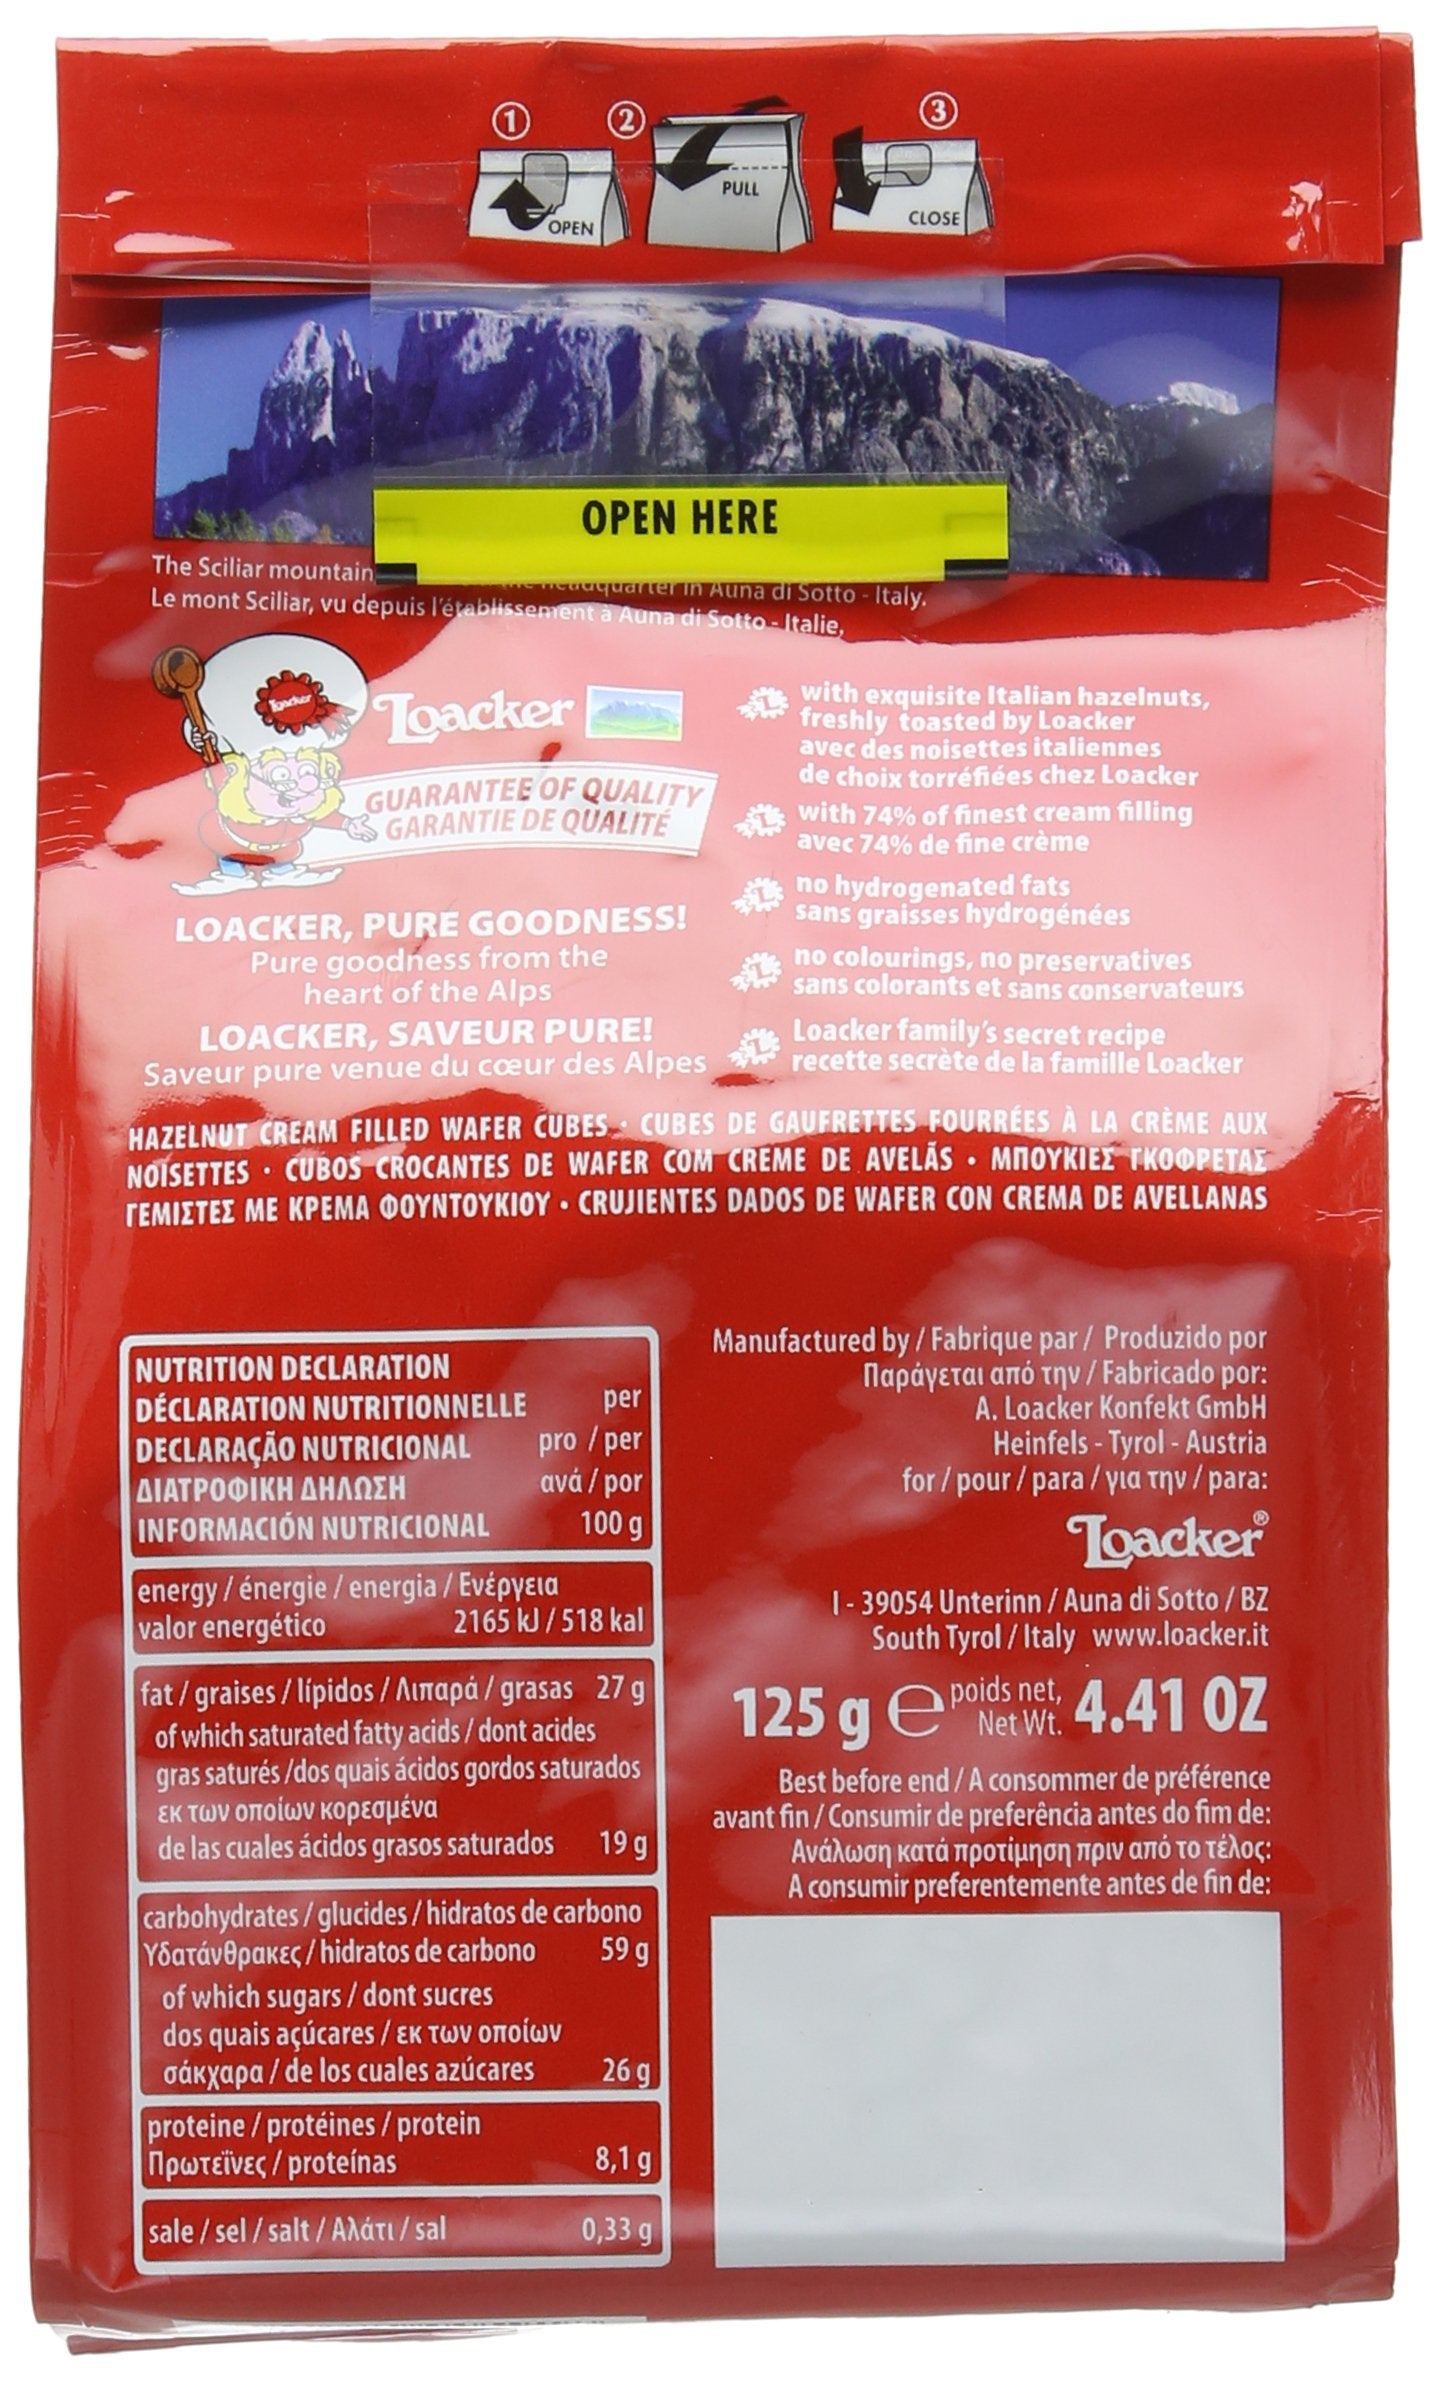 1
2
3
OPEN
PULL
CLOSE
OPEN HERE
The Sciliar mountain
in Auna di Sotto - Italy.
Le mont Sciliar, vu depuis l'établissement à Auna di Sotto - Italie,
Loacker
Loacker
GUARANTEE OF QUALITY
GARANTIE DE QUALITÉ
LOACKER, PURE GOODNESS!
Pure goodness from the
heart of the Alps
LOACKER, SAVEUR PURE!
Saveur pure venue du cœur des Alpes
with exquisite Italian hazelnuts,
freshly toasted by Loacker
avec des noisettes italiennes
de choix torréfiées chez Loacker
with 74% of finest cream filling
avec 74% de fine crème
no hydrogenated fats
sans graisses hydrogénées
no colourings, no preservatives
sans colorants et sans conservateurs
Loacker family's secret recipe
recette secrète de la famille Loacker
HAZELNUT CREAM FILLED WAFER CUBES • CUBES DE GAUFRETTES FOURRÉES À LA CRÈME AUX
NOISETTES • CUBOS CROCANTES DE WAFER COM CREME DE AVELÃS • ΜΠΟΥΚΙΕΣ ΓΚΟΦΡΕΤΑΣ
ΓΕΜΙΣΤΕΣ ΜΕ ΚΡΕΜΑ ΦΟΥΝΤΟΥΚΙΟΥ • CRUJIENTES DADOS DE WAFER CON CREMA DE AVELLANAS
NUTRITION DECLARATION
DÉCLARATION NUTRITIONNELLE per
DECLARAÇÃO NUTRICIONAL pro / per
ΔΙΑΤΡΟΦΙΚΗ ΔΗΛΩΣΗ ανά / por
INFORMACIÓN NUTRICIONAL 100 g
energy / énergie / energia / Ενέργεια
valor energético 2165 kJ / 518 kal
fat / graises / lípidos / Λιπαρά / grasas 27 g
of which saturated fatty acids / dont acides
gras saturés /dos quais ácidos gordos saturados
εκ των οποίων κορεσμένα
de las cuales ácidos grasos saturados 19 g
carbohydrates / glucides / hidratos de carbono
Υδατάνθρακες / hidratos de carbono 59 g
of which sugars / dont sucres
dos quais açúcares / εκ των οποίων
σάκχαρα / de los cuales azúcares 26 g
proteine / protéines / protein
Πρωτεΐνες / proteínas 8,1 g
sale / sel / salt / Αλάτι / sal 0,33 g
Manufactured by / Fabrique par / Produzido por
Παράγεται από την / Fabricado por:
A. Loacker Konfekt GmbH
Heinfels - Tyrol - Austria
for / pour / para / για την / para:
Loacker®
I - 39054 Unterinn / Auna di Sotto / BZ
South Tyrol / Italy www.loacker.it
125 g e poids net, Net Wt. 4.41 OZ
Best before end / A consommer de préférence
avant fin / Consumir de preferência antes do fim de:
Ανάλωση κατά προτίμηση πριν από το τέλος:
A consumir preferentemente antes de fin de: